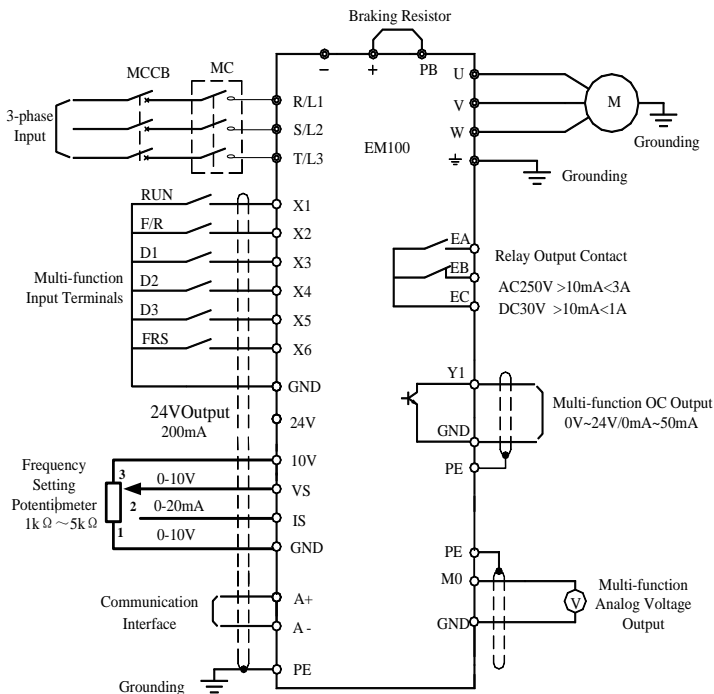 Braking Resistor
MCCB
MC
−
+
PB
U
V
W
M
3-phase
Input
R/L1
S/L2
T/L3
EM100
Grounding
Grounding
RUN
F/R
D1
D2
D3
FRS
X1
X2
X3
X4
X5
X6
GND
Multi-function
Input Terminals
EA
EB
EC
Relay Output Contact
AC250V >10mA<3A
DC30V >10mA<1A
24VOutput
200mA
24V
Y1
GND
PE
Multi-function OC Output
0V~24V/0mA~50mA
Frequency
Setting
Potentiometer
1kΩ～5kΩ
3
2
1
0-10V
0-20mA
0-10V
10V
VS
IS
GND
PE
M0
GND
V
Multi-function
Analog Voltage
Output
Communication
Interface
A+
A -
PE
Grounding